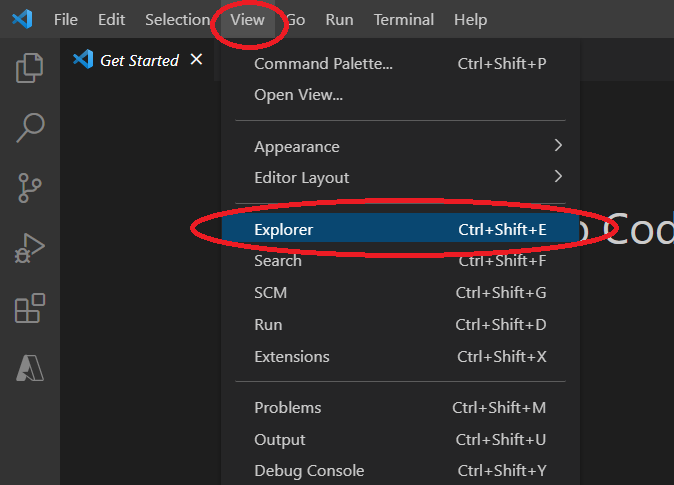 File Edit Selection View Go Run Terminal Help
Get Started
Command Palette... Ctrl+Shift+P
Open View...
Appearance
Editor Layout
Explorer Ctrl+Shift+E
Search Ctrl+Shift+F
SCM Ctrl+Shift+G
Run Ctrl+Shift+D
Extensions Ctrl+Shift+X
Problems Ctrl+Shift+M
Output Ctrl+Shift+U
Debug Console Ctrl+Shift+Y